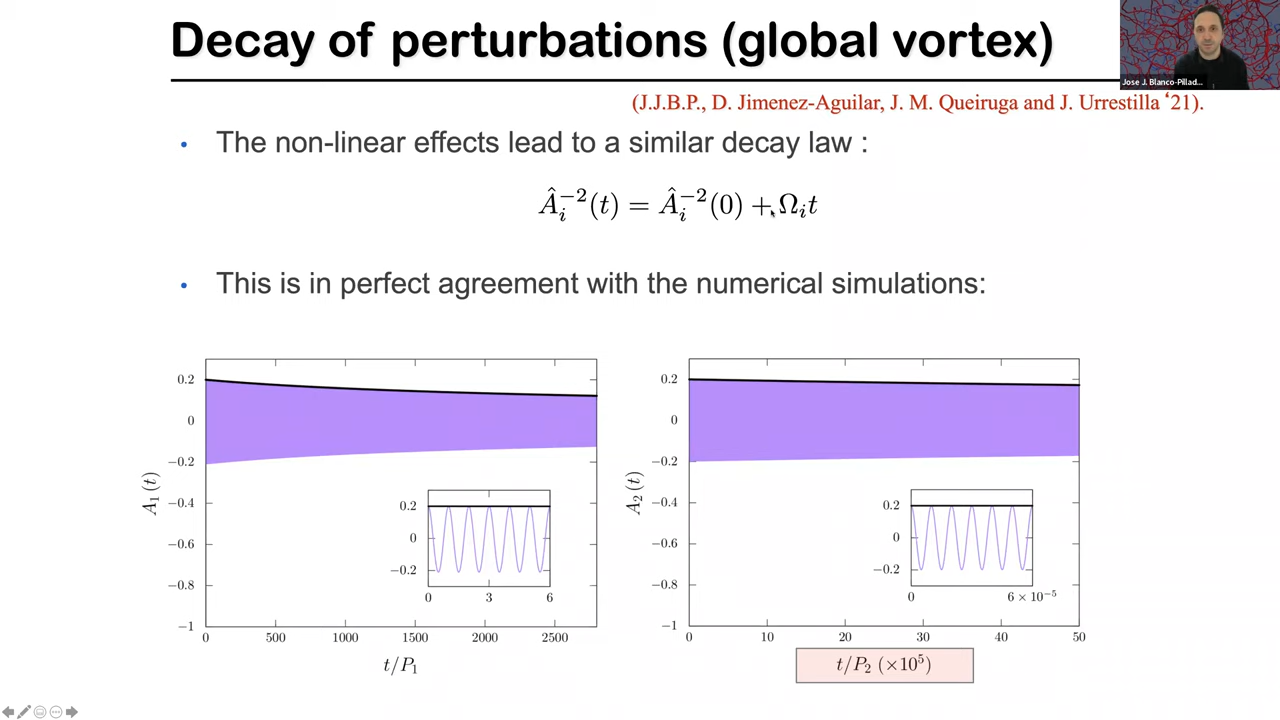 Decay of perturbations (global vortex)
Jose J. Blanco-Pillad...
(J.J.B.P., D. Jimenez-Aguilar, J. M. Queiruga and J. Urrestilla ‘21).
• The non-linear effects lead to a similar decay law :
Â_i^{−2}(t) = Â_i^{−2}(0) + Ω_i t
• This is in perfect agreement with the numerical simulations:
A_1(t)
0.2
0
−0.2
−0.4
−0.6
−0.8
−1
0 500 1000 1500 2000 2500
t/P_1
0.2
0
−0.2
0 3 6
A_2(t)
0.2
0
−0.2
−0.4
−0.6
−0.8
−1
0 10 20 30 40 50
t/P_2 (×10^5)
0.2
0
−0.2
0 6 × 10^{−5}